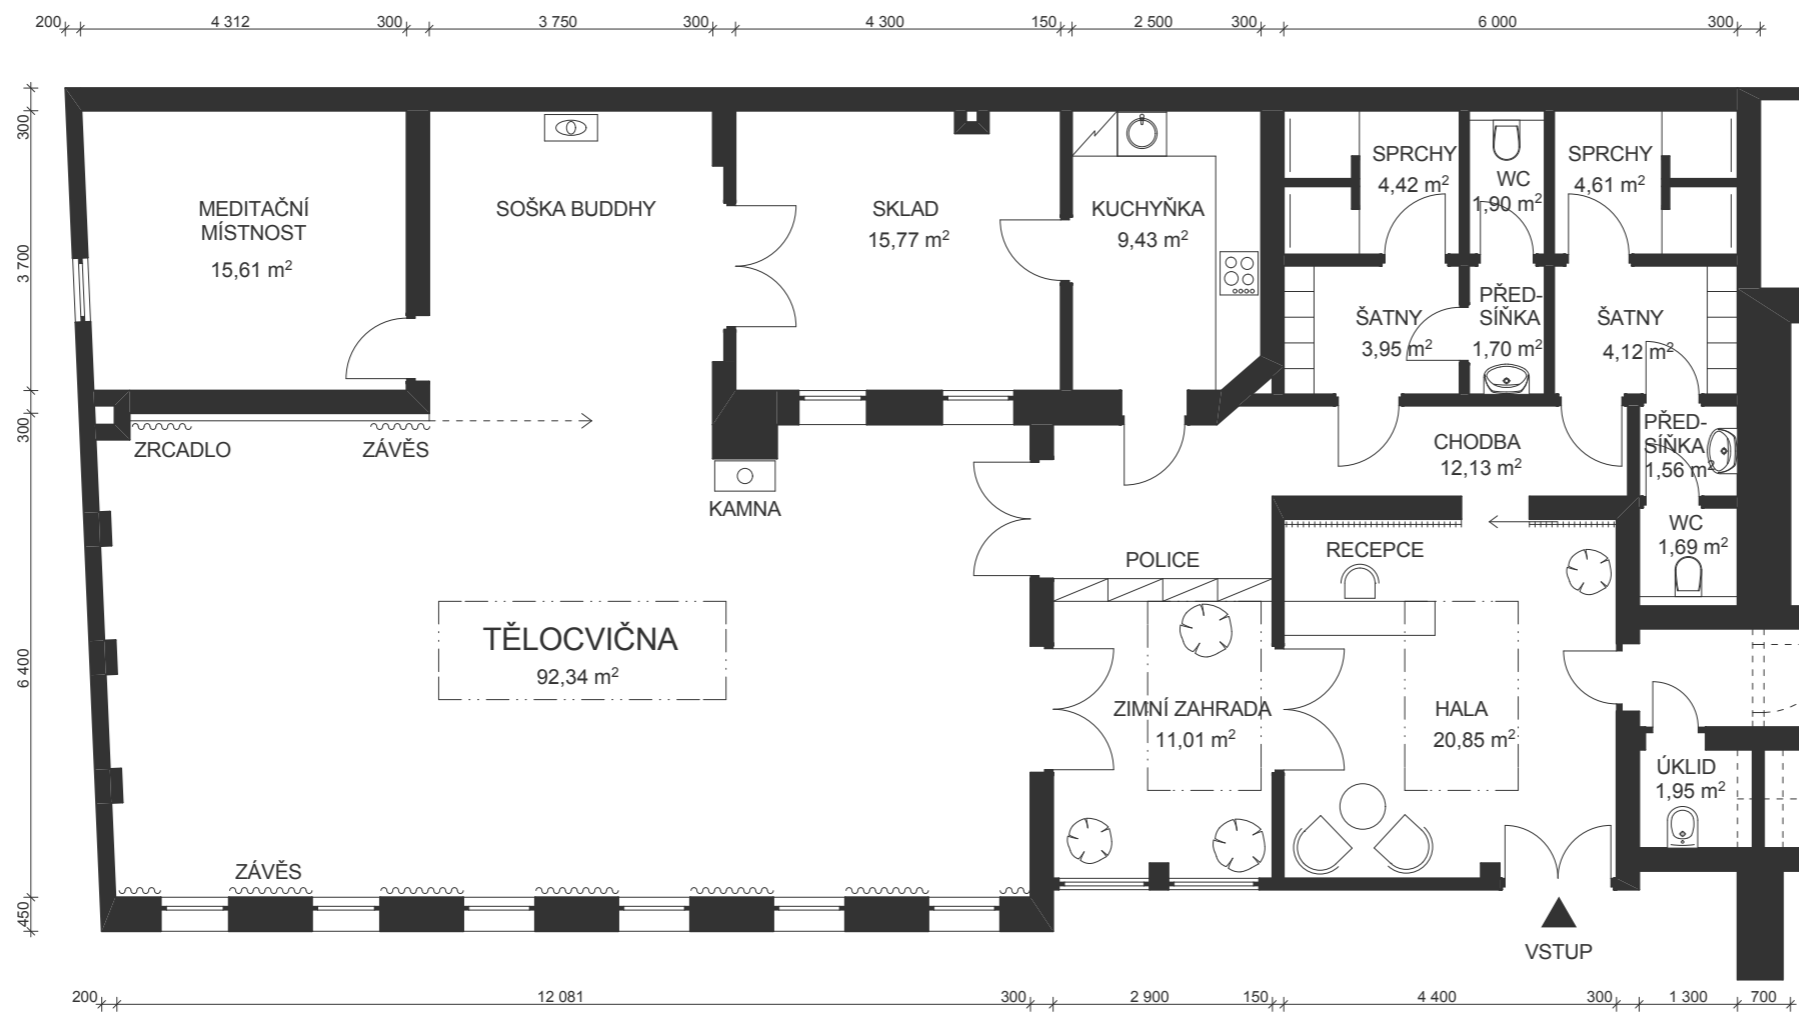 200 4 312 300 3 750 300 4 300 150 2 500 300 6 000 300
300
3 700
300
6 400
450
MEDITAČNÍ
MÍSTNOST
15,61 m²
SOŠKA BUDDHY
SKLAD
15,77 m²
KUCHYŇKA
9,43 m²
SPRCHY
4,42 m²
WC
1,90 m²
SPRCHY
4,61 m²
ŠATNY
3,95 m²
PŘED-
SÍŇKA
1,70 m²
ŠATNY
4,12 m²
ZRCADLO
ZÁVĚS
KAMNA
CHODBA
12,13 m²
PŘED-
SÍŇKA
1,56 m²
WC
1,69 m²
POLICE
RECEPCE
TĚLOCVIČNA
92,34 m²
ZIMNÍ ZAHRADA
11,01 m²
HALA
20,85 m²
ÚKLID
1,95 m²
ZÁVĚS
VSTUP
200 12 081 300 2 900 150 4 400 300 1 300 700